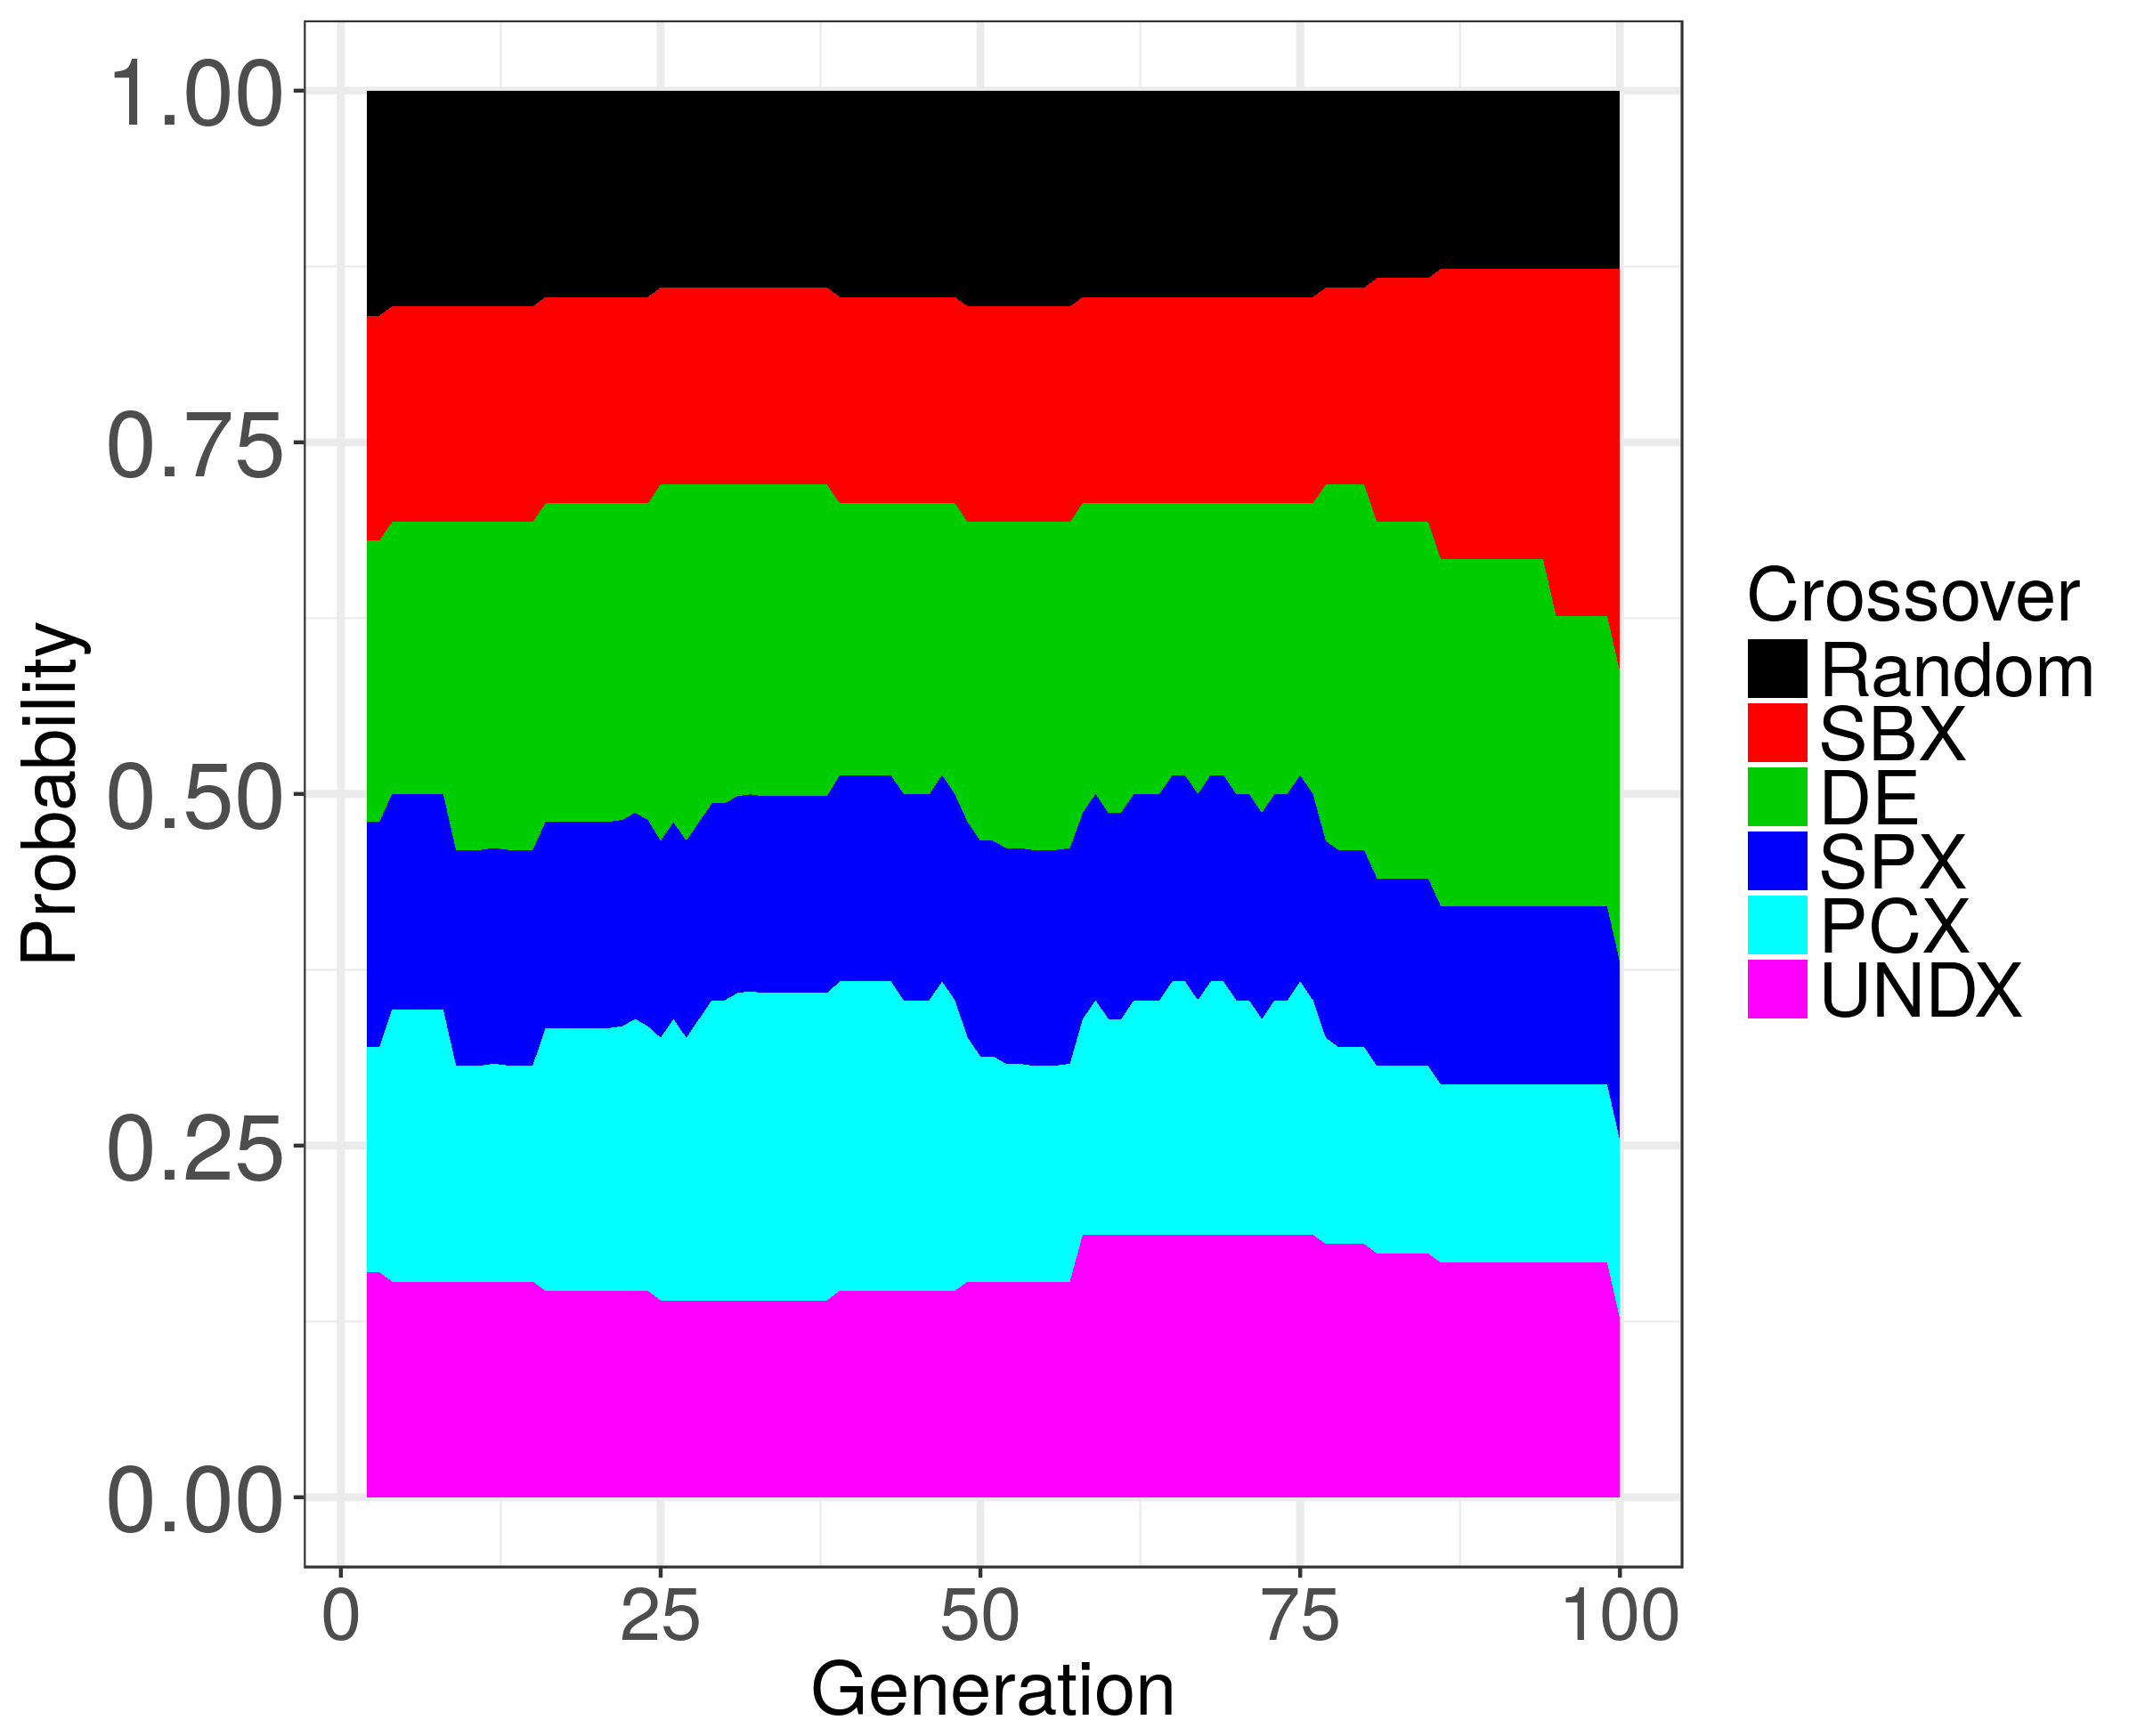 1.00
0.75
0.50
0.25
0.00
Probability
0
25
50
75
100
Generation
Crossover
Random
SBX
DE
SPX
PCX
UNDX